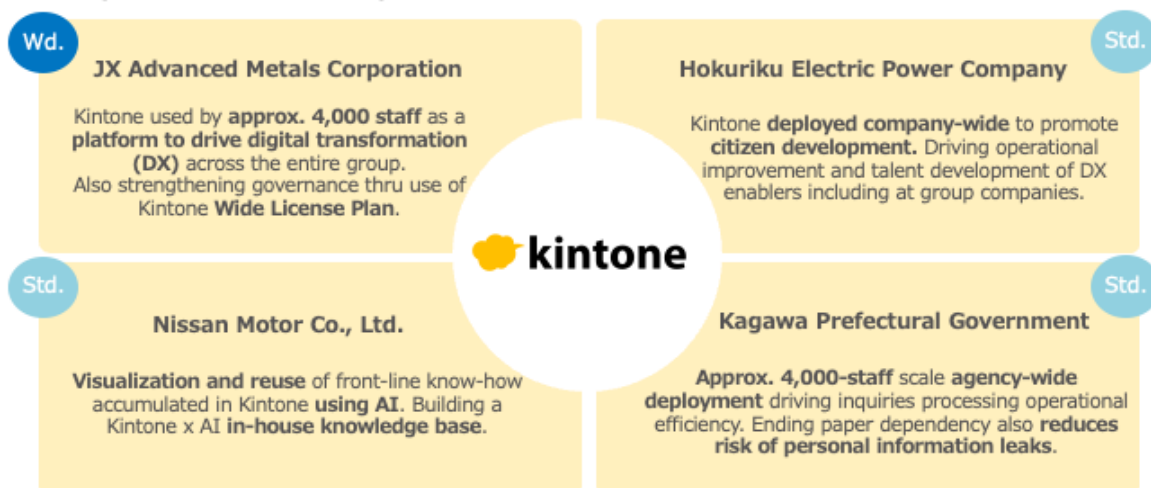 Wd.
JX Advanced Metals Corporation
Kintone used by approx. 4,000 staff as a
platform to drive digital transformation
(DX) across the entire group.
Also strengthening governance thru use of
Kintone Wide License Plan.
Std.
Hokuriku Electric Power Company
Kintone deployed company-wide to promote
citizen development. Driving operational
improvement and talent development of DX
enablers including at group companies.
kintone
Std.
Nissan Motor Co., Ltd.
Visualization and reuse of front-line know-how
accumulated in Kintone using AI. Building a
Kintone x AI in-house knowledge base.
Std.
Kagawa Prefectural Government
Approx. 4,000-staff scale agency-wide
deployment driving inquiries processing operational
efficiency. Ending paper dependency also reduces
risk of personal information leaks.